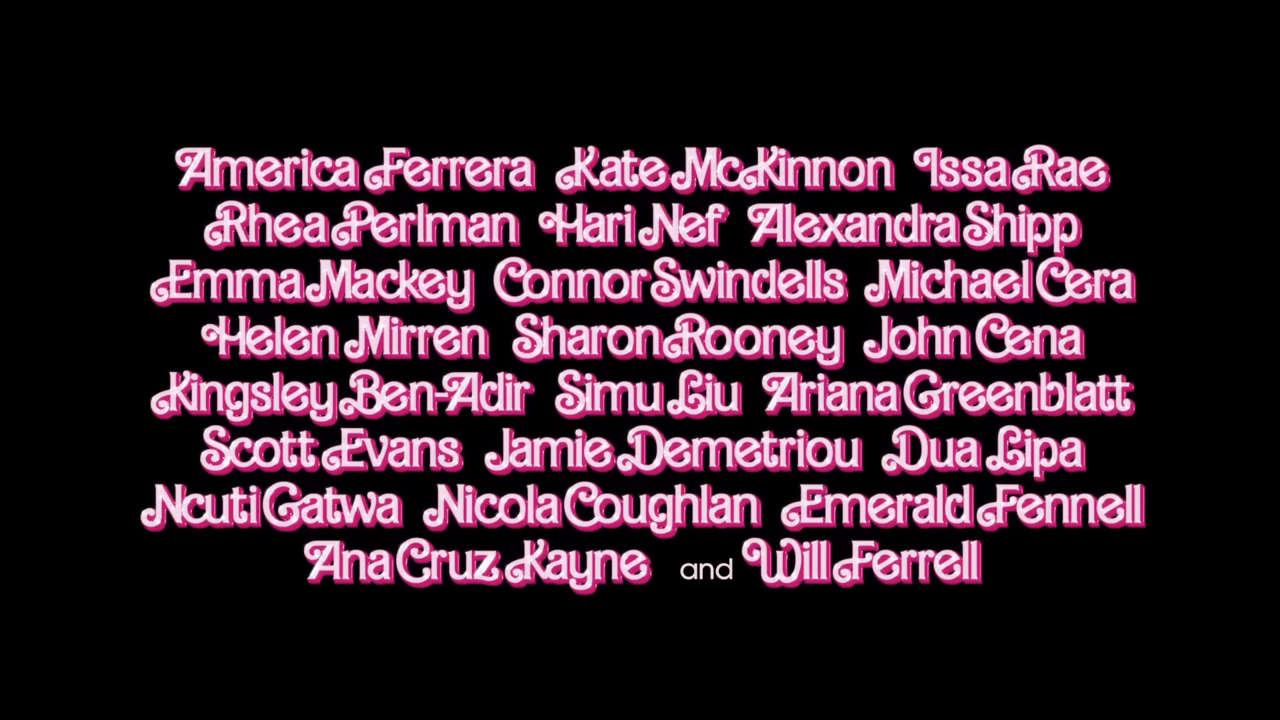 America Ferrera Kate McKinnon Issa Rae
Rhea Perlman Hari Nef Alexandra Shipp
Emma Mackey Connor Swindells Michael Cera
Helen Mirren Sharon Rooney John Cena
Kingsley Ben-Adir Simu Liu Ariana Greenblatt
Scott Evans Jamie Demetriou Dua Lipa
Ncuti Gatwa Nicola Coughlan Emerald Fennell
Ana Cruz Kayne and Will Ferrell